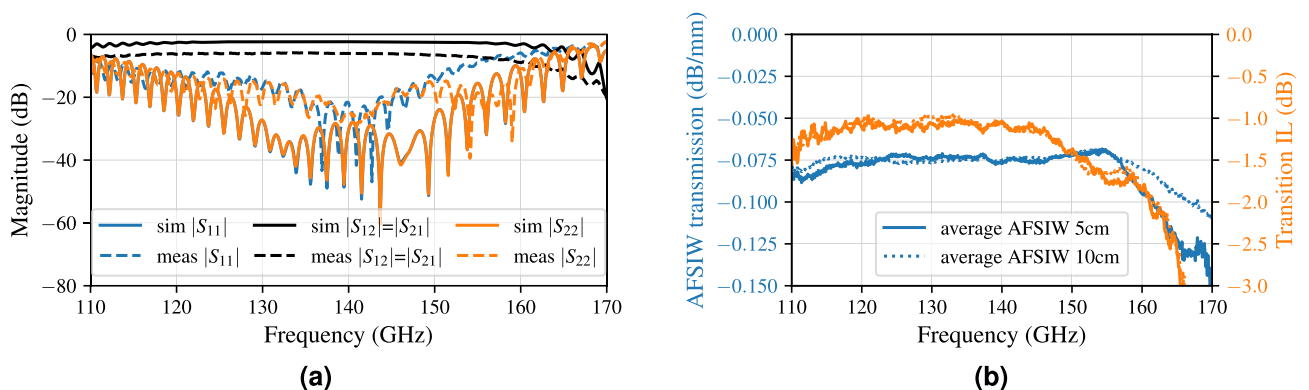 0
−20
−40
−60
−80
Magnitude (dB)
sim |S11|
sim |S12|=|S21|
sim |S22|
meas |S11|
meas |S12|=|S21|
meas |S22|
110 120 130 140 150 160 170
Frequency (GHz)
(a)
AFSIW transmission (dB/mm)
0.000
−0.025
−0.050
−0.075
−0.100
−0.125
−0.150
average AFSIW 5cm
average AFSIW 10cm
110 120 130 140 150 160 170
Frequency (GHz)
0.0
−0.5
−1.0
−1.5
−2.0
−2.5
−3.0
Transition IL (dB)
(b)